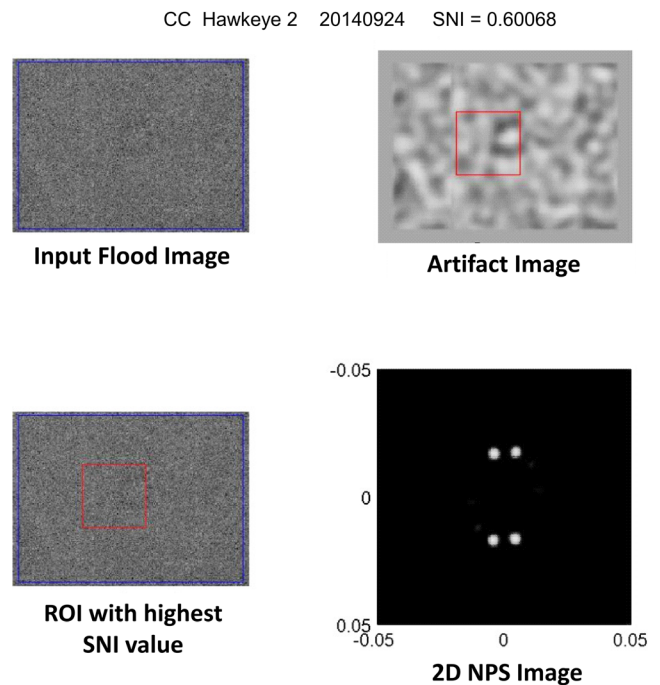 CC Hawkeye 2 20140924 SNI = 0.60068
Input Flood Image
Artifact Image
ROI with highest
SNI value
-0.05
0
0.05
-0.05 0 0.05
2D NPS Image